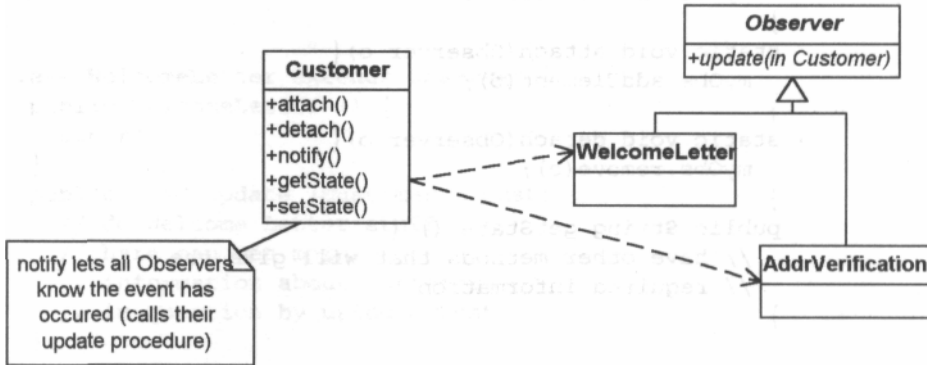 Observer
+update(in Customer)
Customer
+attach()
+detach()
+notify()
+getState()
+setState()
WelcomeLetter
AddrVerification
notify lets all Observers
know the event has
occured (calls their
update procedure)